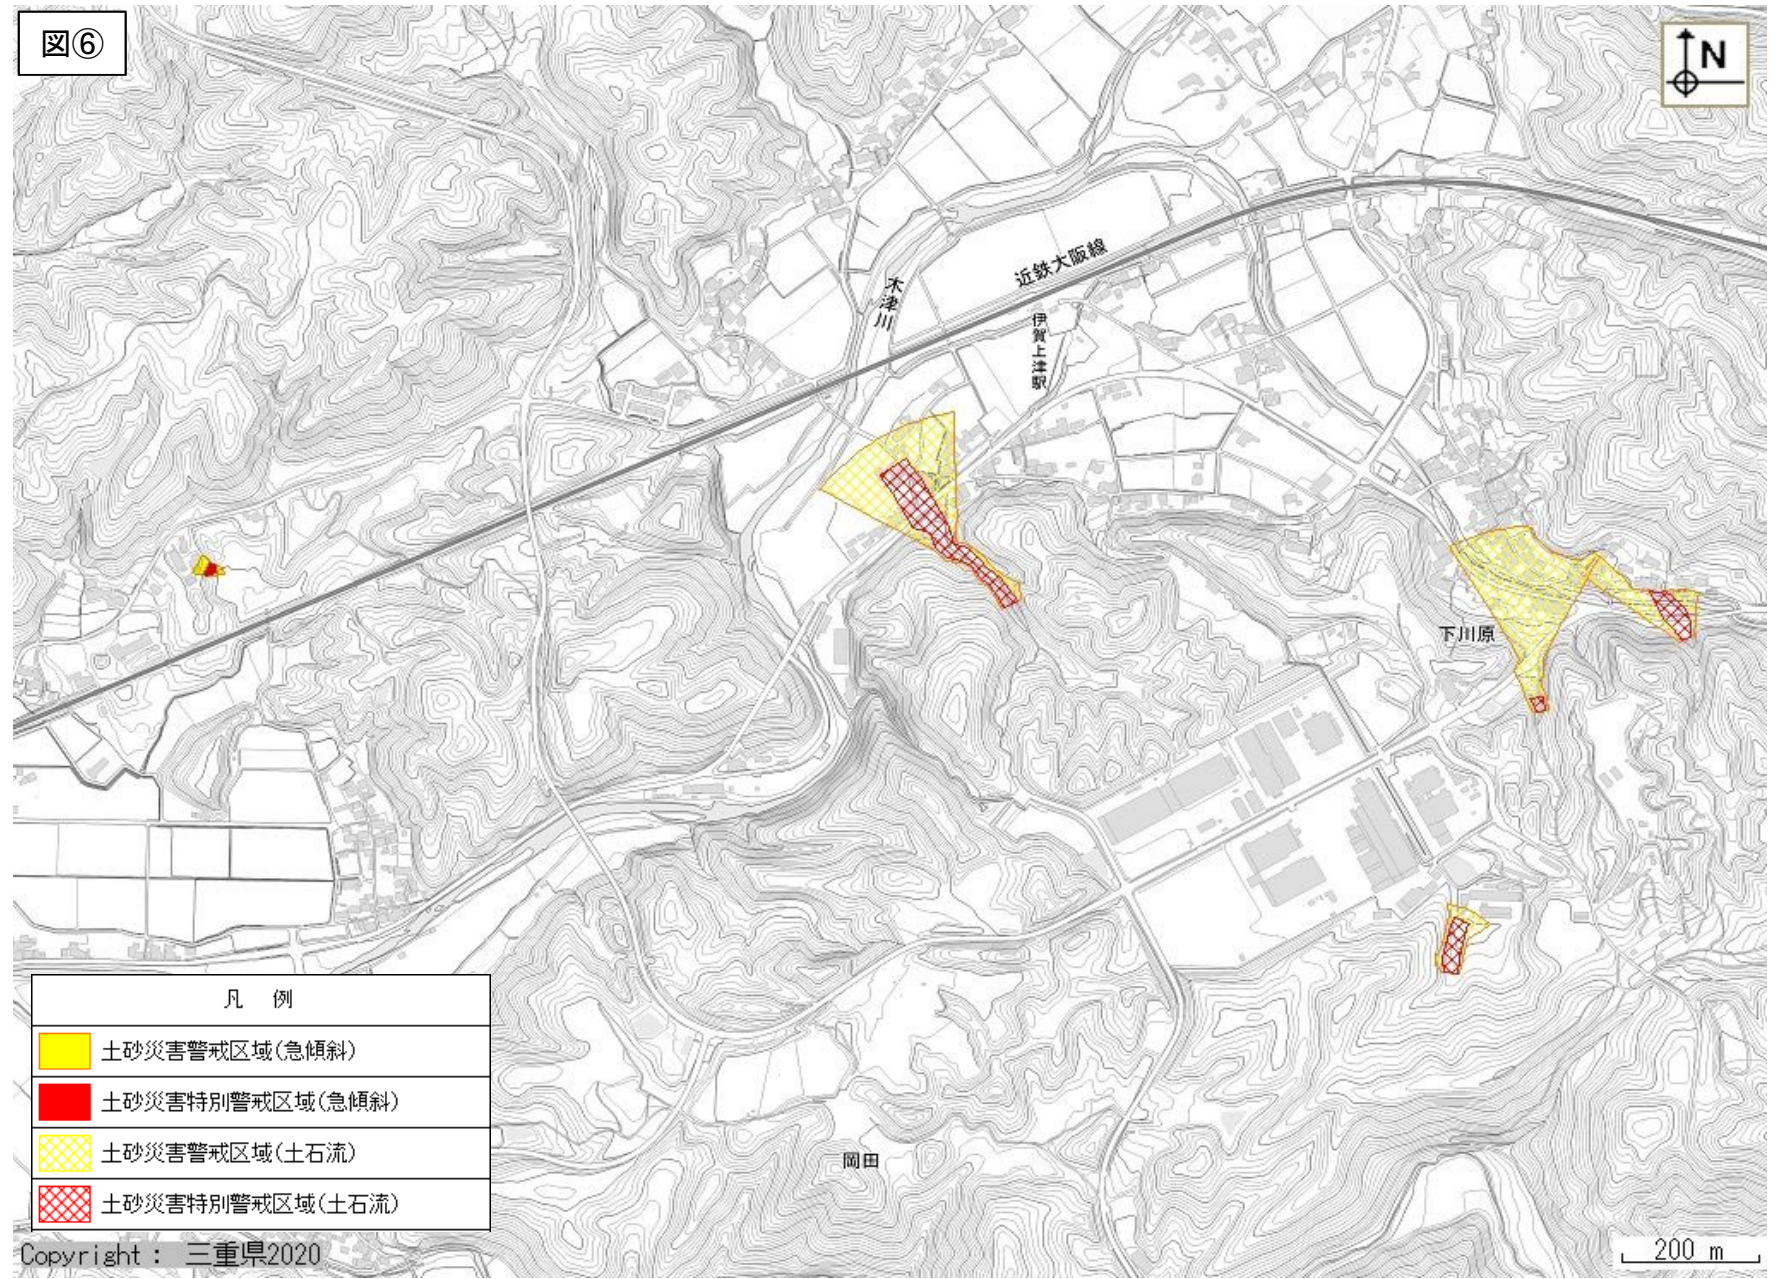 図⑥
N
近鉄大阪線
木津川
伊賀上津駅
下川原
岡田
凡 例
土砂災害警戒区域(急傾斜)
土砂災害特別警戒区域(急傾斜)
土砂災害警戒区域(土石流)
土砂災害特別警戒区域(土石流)
Copyright : 三重県2020
200 m